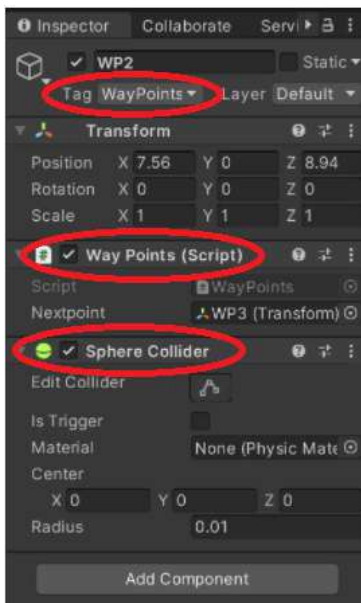 Inspector Collaborate Servi
WP2 Static
Tag WayPoints Layer Default
Transform
Position X 7.56 Y 0 Z 8.94
Rotation X 0 Y 0 Z 0
Scale X 1 Y 1 Z 1
Way Points (Script)
Script WayPoints
Nextpoint WP3 (Transform)
Sphere Collider
Edit Collider
Is Trigger
Material None (Physic Mate
Center
X 0 Y 0 Z 0
Radius 0.01
Add Component